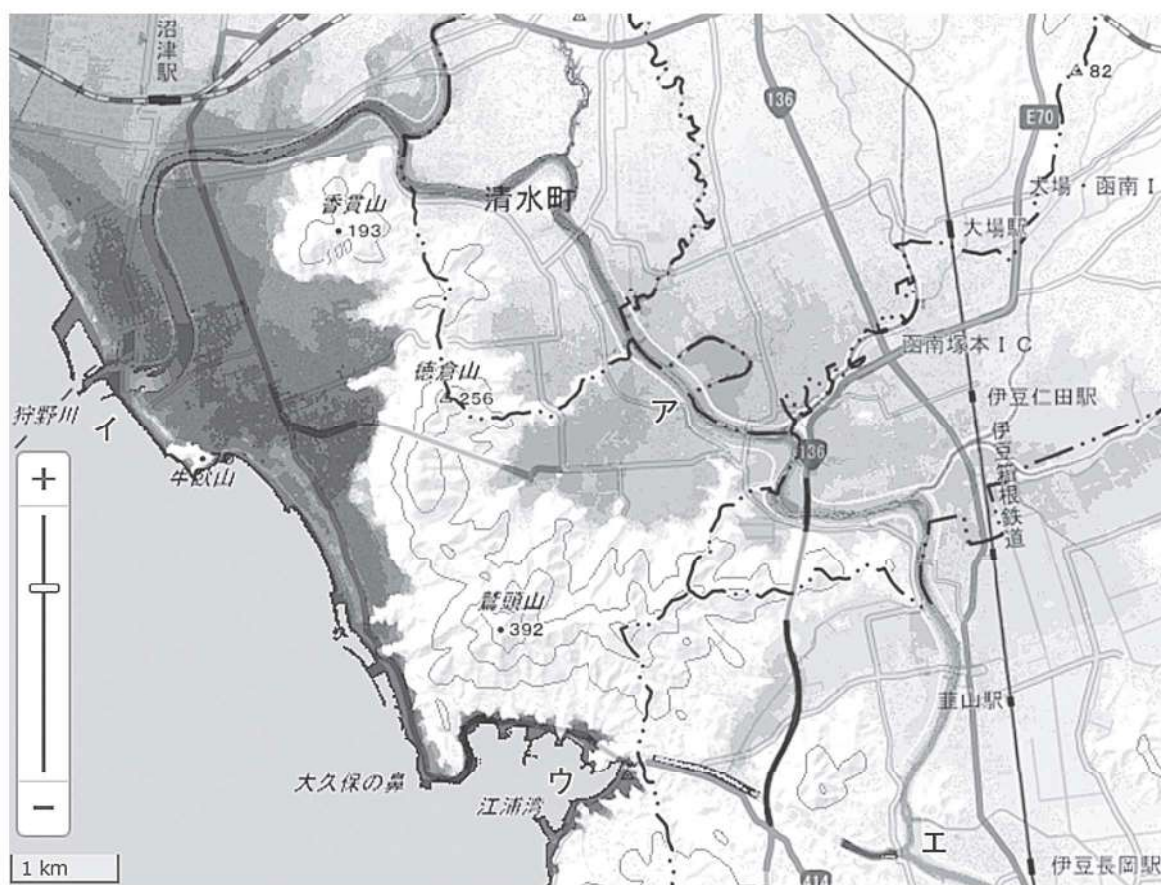 沼津駅
136
82
E70
香貫山
193
100
清水町
大場・函南I
大場駅
函南塚本IC
徳倉山
256
ア
伊豆仁田駅
狩野川
イ
牛臥山
136
伊豆箱根鉄道
+
鷲頭山
392
韮山駅
大久保の鼻
ウ
江浦湾
エ
−
1 km
414
伊豆長岡駅